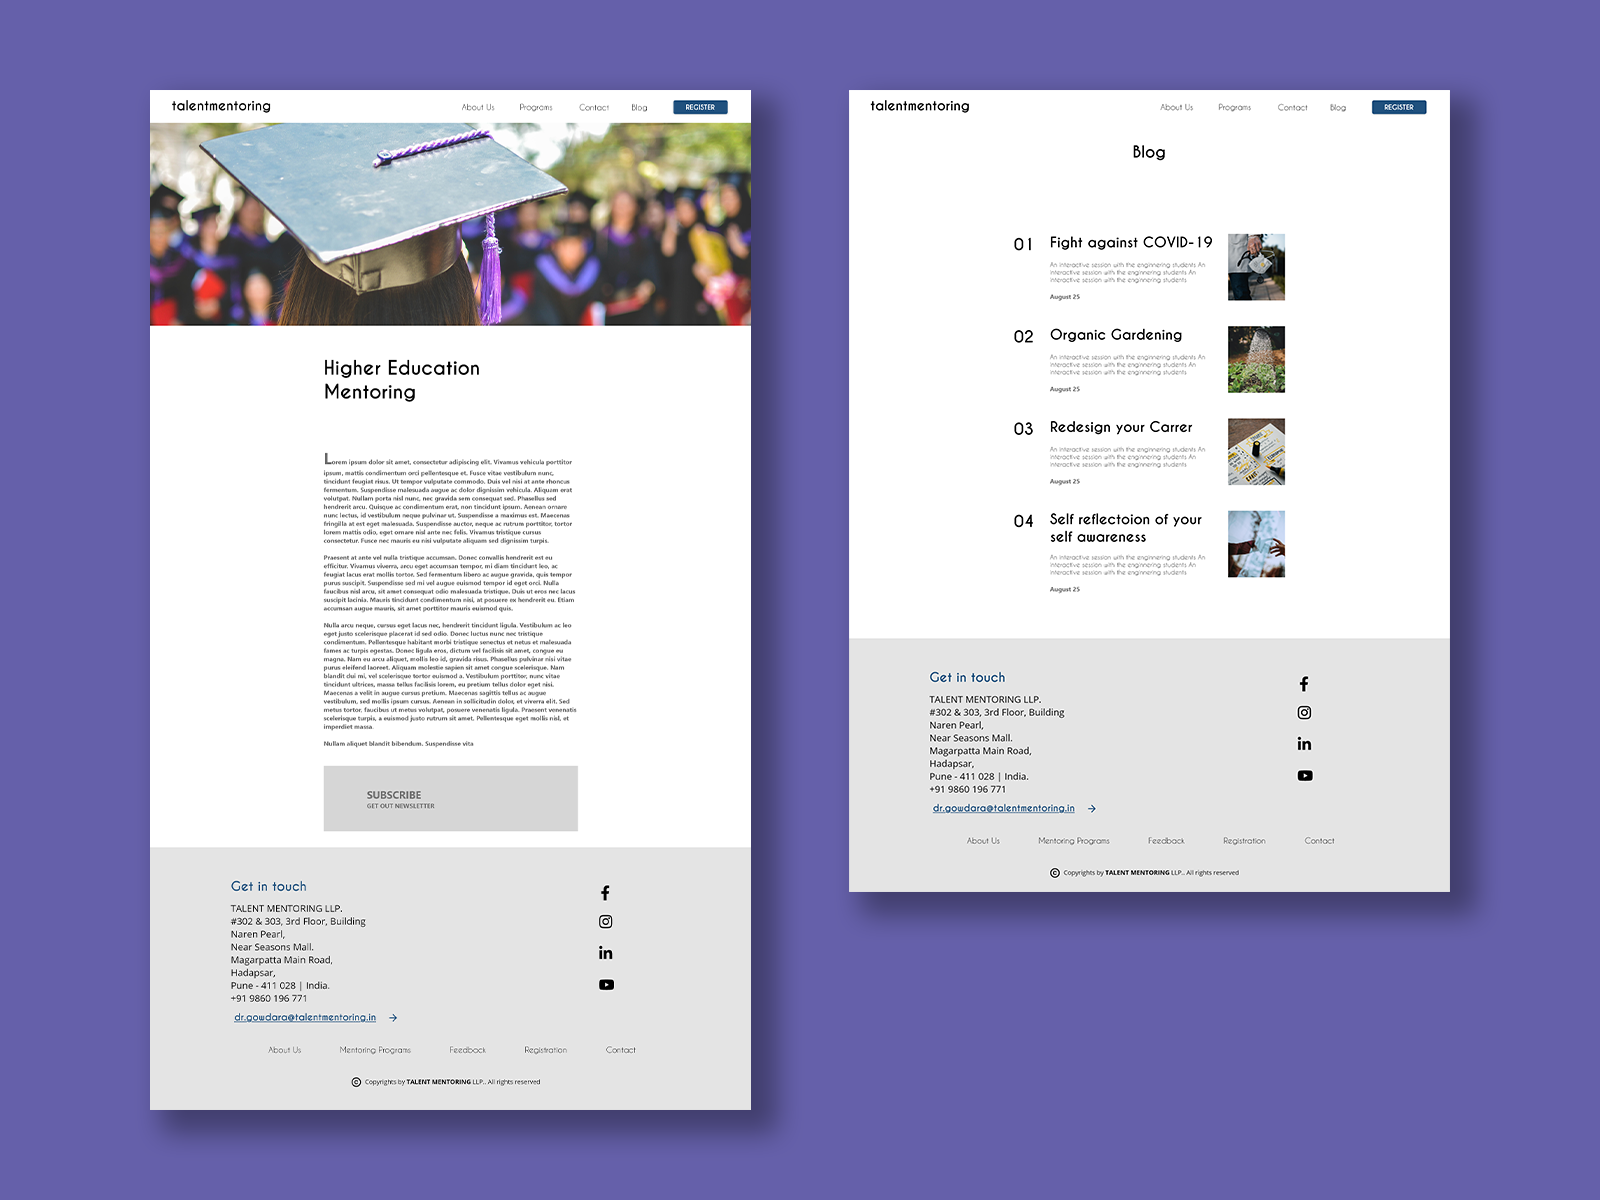 talentmentoring
About Us Programs Contact Blog REGISTER
Higher Education
Mentoring
Lorem ipsum dolor sit amet, consectetur adipiscing elit. Vivamus vehicula porttitor
ipsum, mattis condimentum orci pellentesque et. Fusce vitae vestibulum nunc,
tincidunt feugiat risus. Ut tempor vulputate commodo. Duis vel nisi at ante rhoncus
fermentum. Suspendisse malesuada augue ac dolor dignissim vehicula. Aliquam erat
volutpat. Nullam porta nisl nunc, nec gravida sem consequat sed. Phasellus sed
hendrerit arcu. Quisque ac condimentum erat, non tincidunt ipsum. Aenean ornare
nunc lectus, id vestibulum neque pulvinar ut. Suspendisse a maximus est. Maecenas
fringilla at est eget malesuada. Suspendisse auctor, neque ac rutrum porttitor, tortor
lorem mattis odio, eget ornare nisl ante nec felis. Vivamus tristique cursus
consectetur. Fusce nec mauris eu nisi vulputate aliquam sed dignissim turpis.
Praesent at ante vel nulla tristique accumsan. Donec convallis hendrerit est eu
efficitur. Vivamus viverra, arcu eget accumsan tempor, mi diam tincidunt leo, ac
feugiat lacus erat mollis tortor. Sed fermentum libero ac augue gravida, quis tempor
purus suscipit. Suspendisse sed mi vel augue euismod tempor id eget orci. Nulla
faucibus nisl arcu, sit amet consequat odio malesuada tristique. Duis ut eros nec lacus
suscipit lacinia. Mauris tincidunt condimentum nisi, at posuere ex hendrerit eu. Etiam
accumsan augue mauris, sit amet porttitor mauris euismod quis.
Nulla arcu neque, cursus eget lacus nec, hendrerit tincidunt ligula. Vestibulum ac leo
eget justo scelerisque placerat id sed odio. Donec luctus nunc nec tristique
condimentum. Pellentesque habitant morbi tristique senectus et netus et malesuada
fames ac turpis egestas. Donec ligula eros, dictum vel facilisis sit amet, congue eu
magna. Nam eu arcu aliquet, mollis leo id, gravida risus. Phasellus pulvinar nisi vitae
purus eleifend laoreet. Aliquam molestie sapien sit amet congue scelerisque. Nam
blandit dui mi, vel scelerisque tortor euismod a. Vestibulum porttitor, nunc vitae
tincidunt ultrices, massa tellus facilisis lorem, eu pretium tellus dolor eget nisi.
Maecenas a velit in augue cursus pretium. Maecenas sagittis tellus ac augue
vestibulum, sed mollis ipsum cursus. Aenean in sollicitudin dolor, et viverra elit. Sed
metus tortor, faucibus ut metus volutpat, posuere venenatis ligula. Praesent venenatis
scelerisque turpis, a euismod justo rutrum sit amet. Pellentesque eget mollis nisl, et
imperdiet massa.
Nullam aliquet blandit bibendum. Suspendisse vita
SUBSCRIBE
GET OUT NEWSLETTER
Get in touch
TALENT MENTORING LLP.
#302 & 303, 3rd Floor, Building
Naren Pearl,
Near Seasons Mall.
Magarpatta Main Road,
Hadapsar,
Pune - 411 028 | India.
+91 9860 196 771
dr.gowdara@talentmentoring.in →
About Us Mentoring Programs Feedback Registration Contact
© Copyrights by TALENT MENTORING LLP.. All rights reserved
talentmentoring
About Us Programs Contact Blog REGISTER
Blog
01 Fight against COVID-19
An interactive session with the enginnering students An
interactive session with the enginnering students An
interactive session with the enginnering students
August 25
02 Organic Gardening
An interactive session with the enginnering students An
interactive session with the enginnering students An
interactive session with the enginnering students
August 25
03 Redesign your Carrer
An interactive session with the enginnering students An
interactive session with the enginnering students An
interactive session with the enginnering students
August 25
04 Self reflectoion of your
self awareness
An interactive session with the enginnering students An
interactive session with the enginnering students An
interactive session with the enginnering students
August 25
Get in touch
TALENT MENTORING LLP.
#302 & 303, 3rd Floor, Building
Naren Pearl,
Near Seasons Mall.
Magarpatta Main Road,
Hadapsar,
Pune - 411 028 | India.
+91 9860 196 771
dr.gowdara@talentmentoring.in →
About Us Mentoring Programs Feedback Registration Contact
© Copyrights by TALENT MENTORING LLP.. All rights reserved